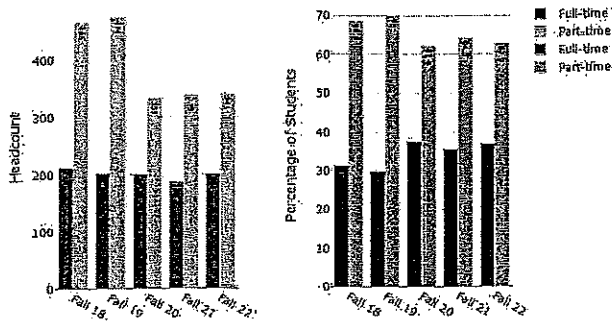 Headcount
400
300
200
100
0
Fall 18
Fall 19
Fall 20
Fall 21
Fall 22
Percentage of Students
70
60
50
40
30
20
10
0
Fall 18
Fall 19
Fall 20
Fall 21
Fall 22
Full-time
Part-time
Full-time
Part-time